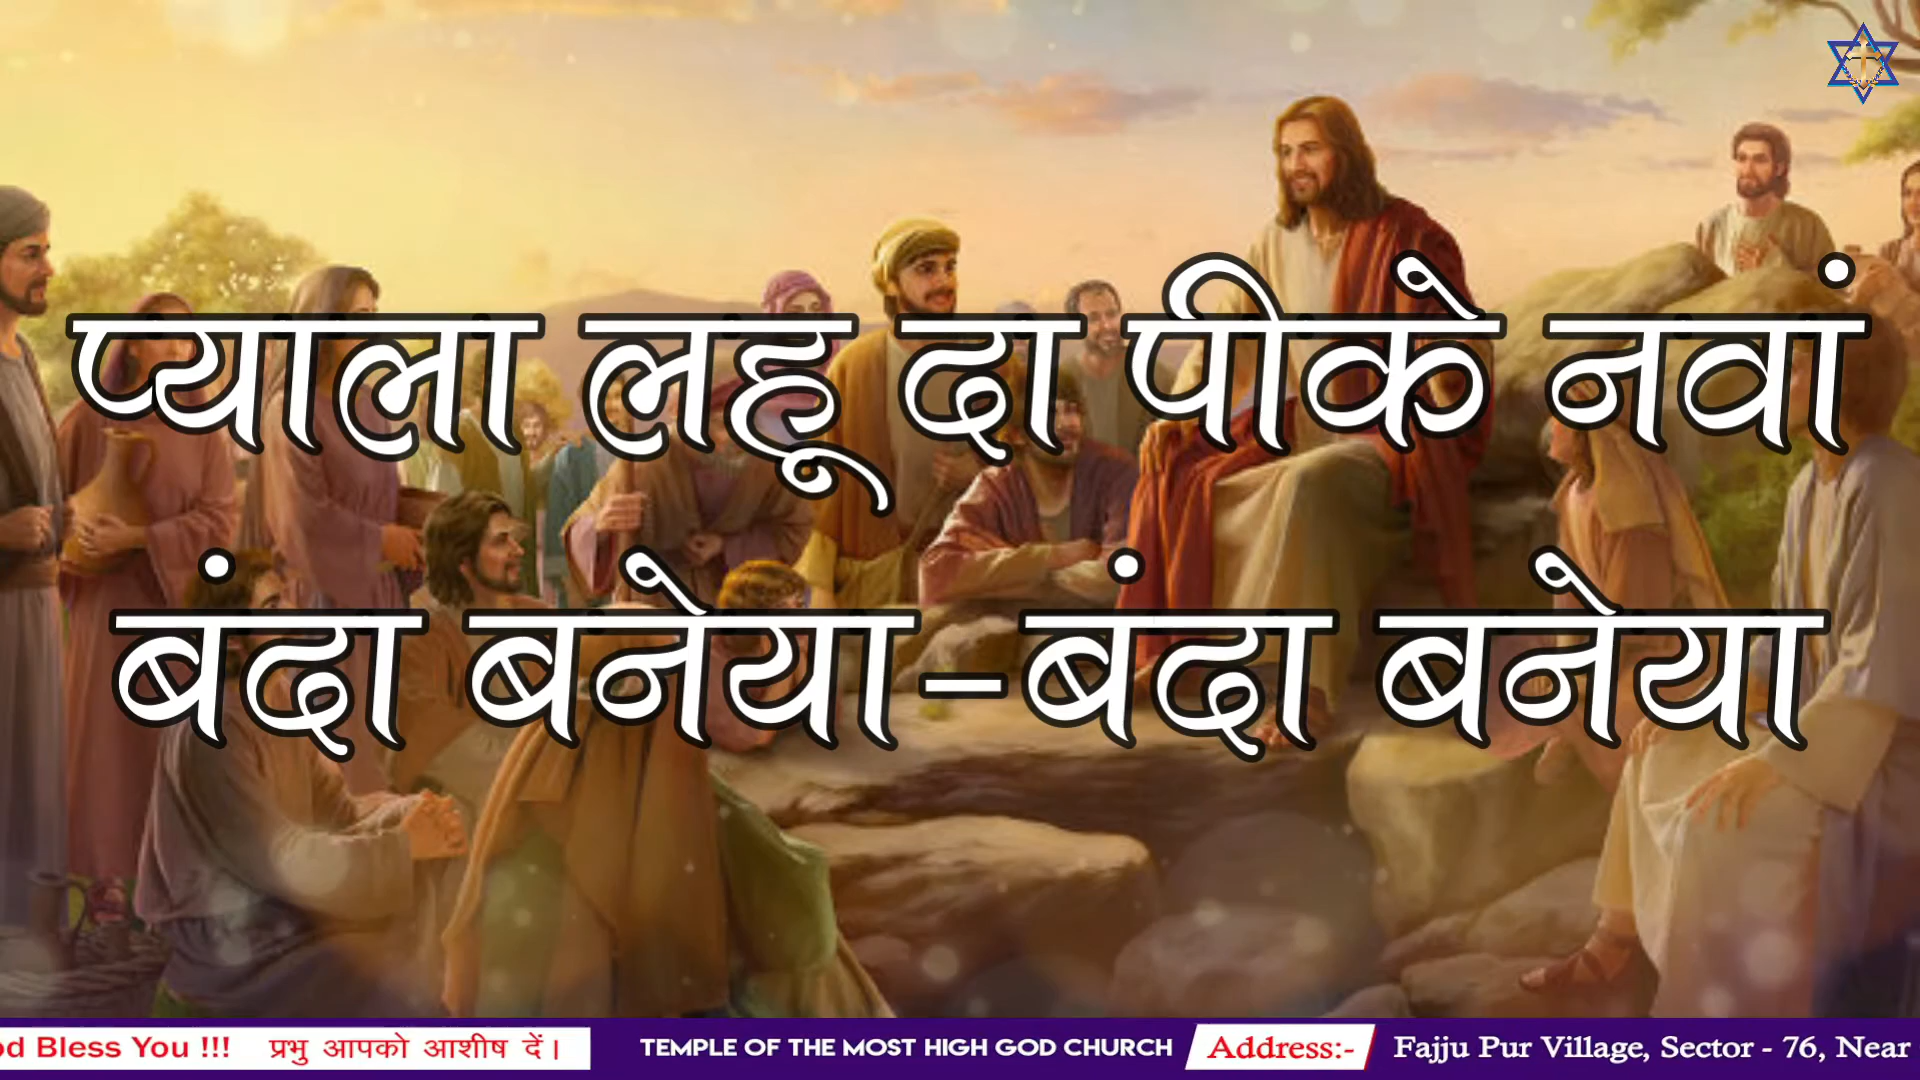 प्याला लहू दा पीके नवां
बंदा बनेया-बंदा बनेया
Bless You !!! प्रभु आपको आशीष दें। TEMPLE OF THE MOST HIGH GOD CHURCH Address:- Fajju Pur Village, Sector - 76, Near